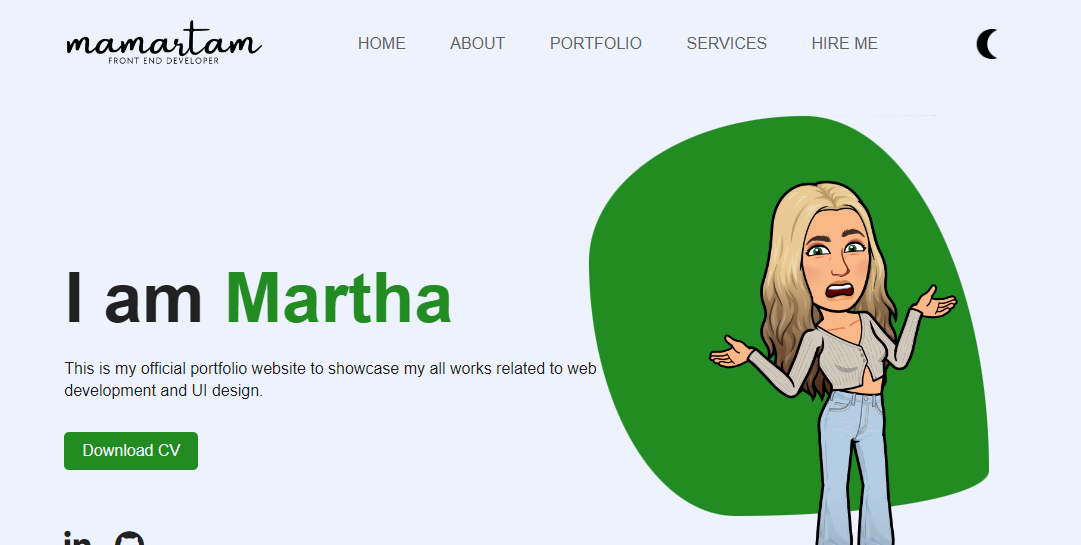 mamartam
FRONT END DEVELOPER
HOME ABOUT PORTFOLIO SERVICES HIRE ME
I am Martha
This is my official portfolio website to showcase my all works related to web
development and UI design.
Download CV
in